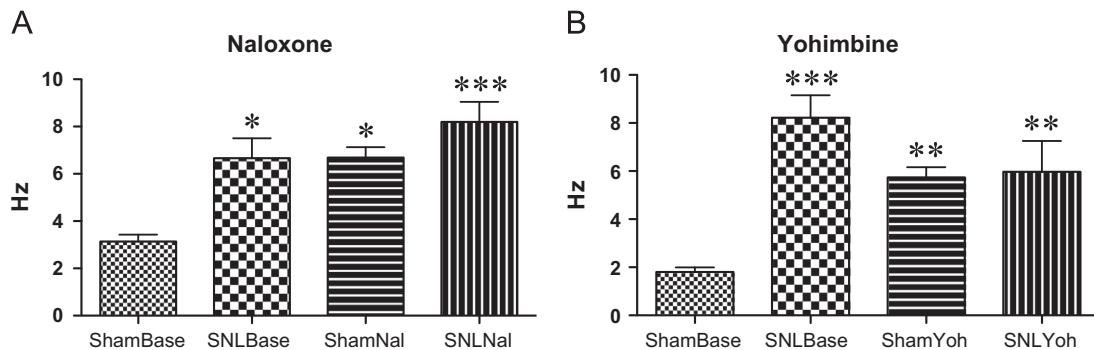 A
Naloxone
Hz
10
8
6
4
2
0
*
*
***
ShamBase SNLBase ShamNal SNLNal
B
Yohimbine
Hz
10
8
6
4
2
0
***
**
**
ShamBase SNLBase ShamYoh SNLYoh